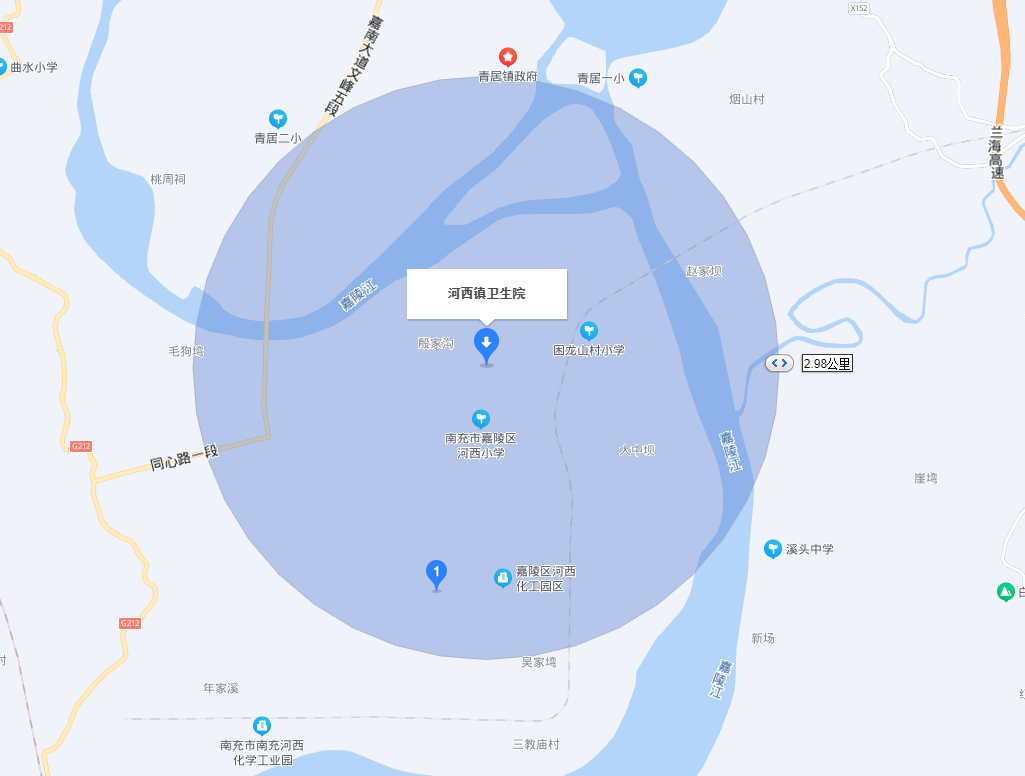 X152
G212
曲水小学
嘉南大道文峰五段
青居镇政府
青居一小
烟山村
青居二小
兰海高速
桃周祠
赵家坝
嘉陵江
河西镇卫生院
殷家沟
困龙山村小学
毛狗塆
2.98公里
南充市嘉陵区
河西小学
G212
同心路一段
大中坝
嘉陵江
崖塆
溪头中学
1
嘉陵区河西
化工园区
G212
新场
吴家塆
嘉陵江
年家溪
南充市南充河西
化学工业园
三教庙村